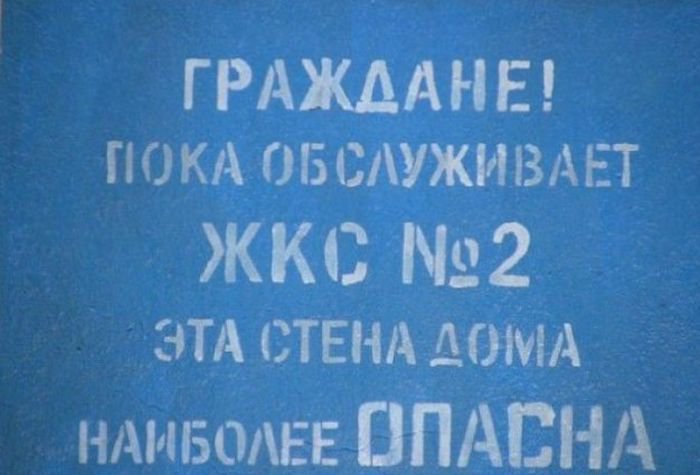 ГРАЖДАНЕ!
ПОКА ОБСЛУЖИВАЕТ
ЖКС №2
ЭТА СТЕНА ДОМА
НАИБОЛЕЕ ОПАСНА